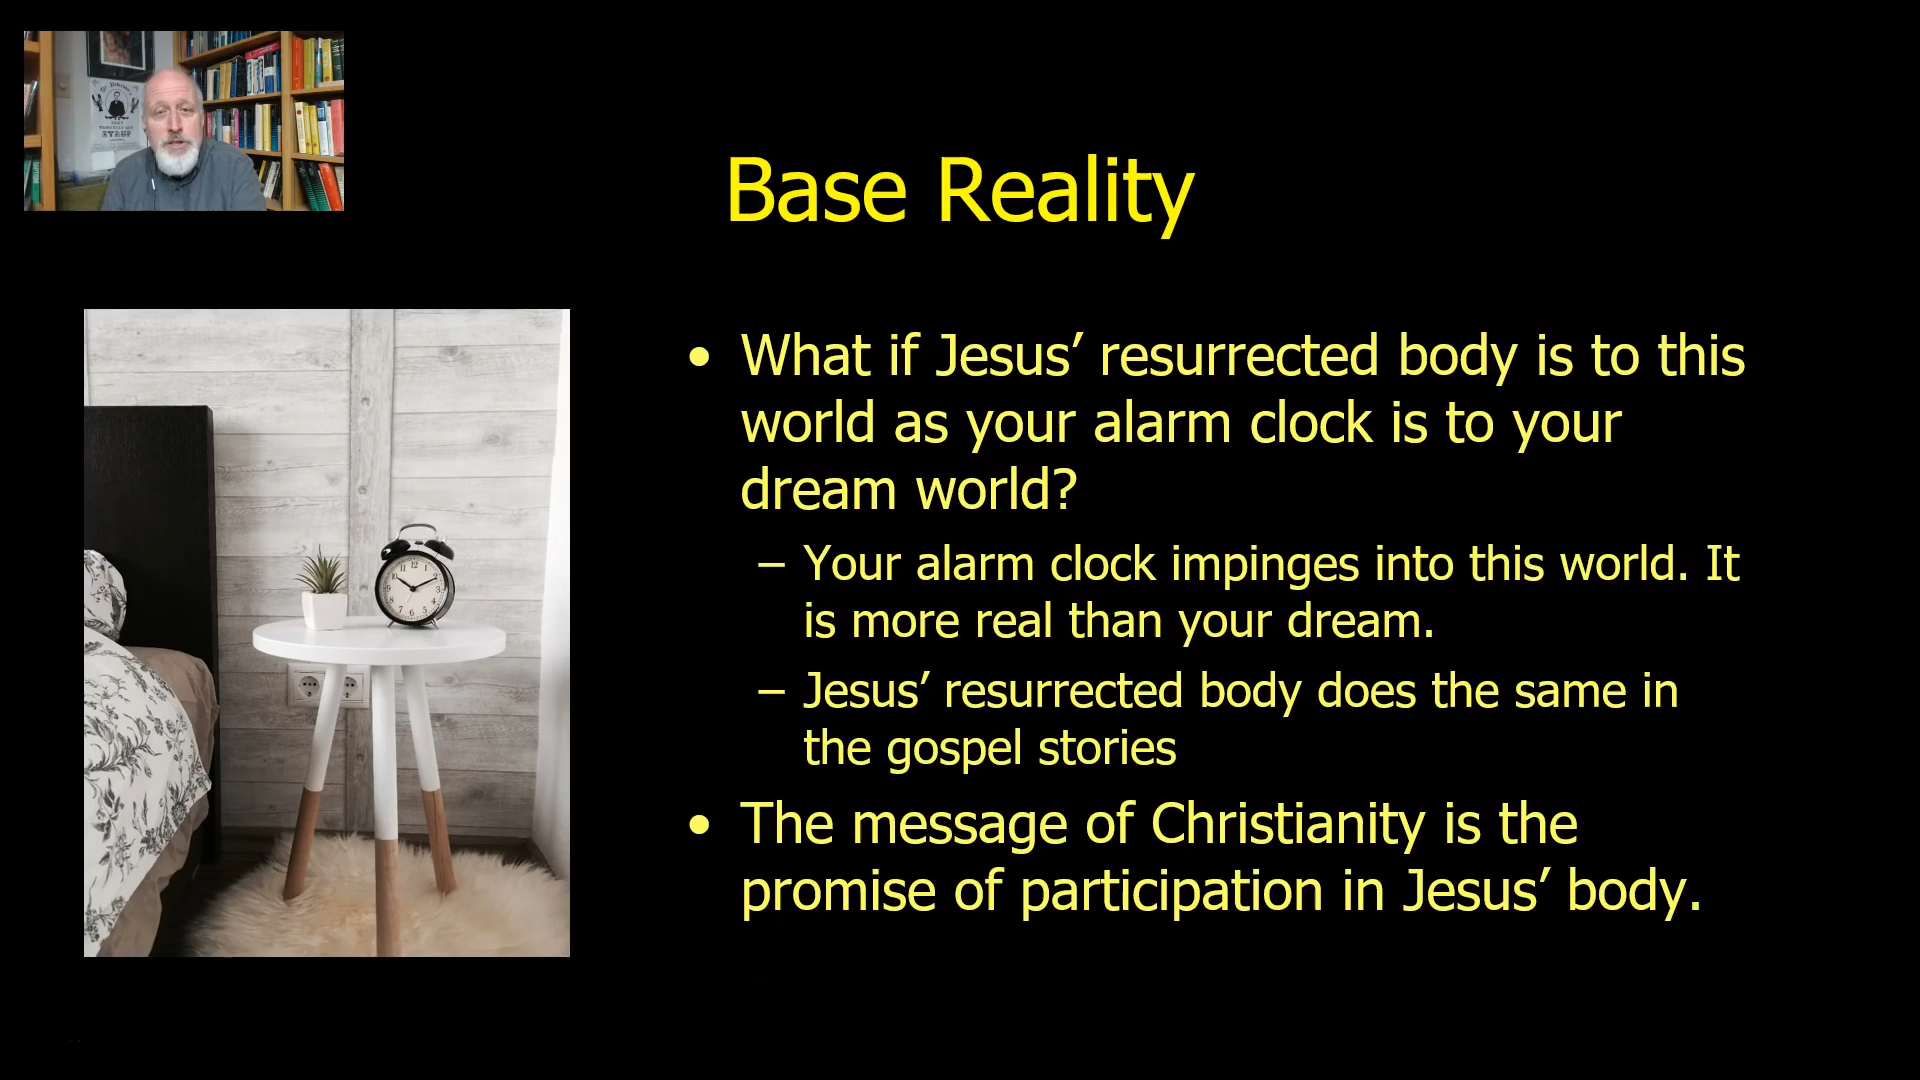 Base Reality
• What if Jesus’ resurrected body is to this
world as your alarm clock is to your
dream world?
– Your alarm clock impinges into this world. It
is more real than your dream.
– Jesus’ resurrected body does the same in
the gospel stories
• The message of Christianity is the
promise of participation in Jesus’ body.